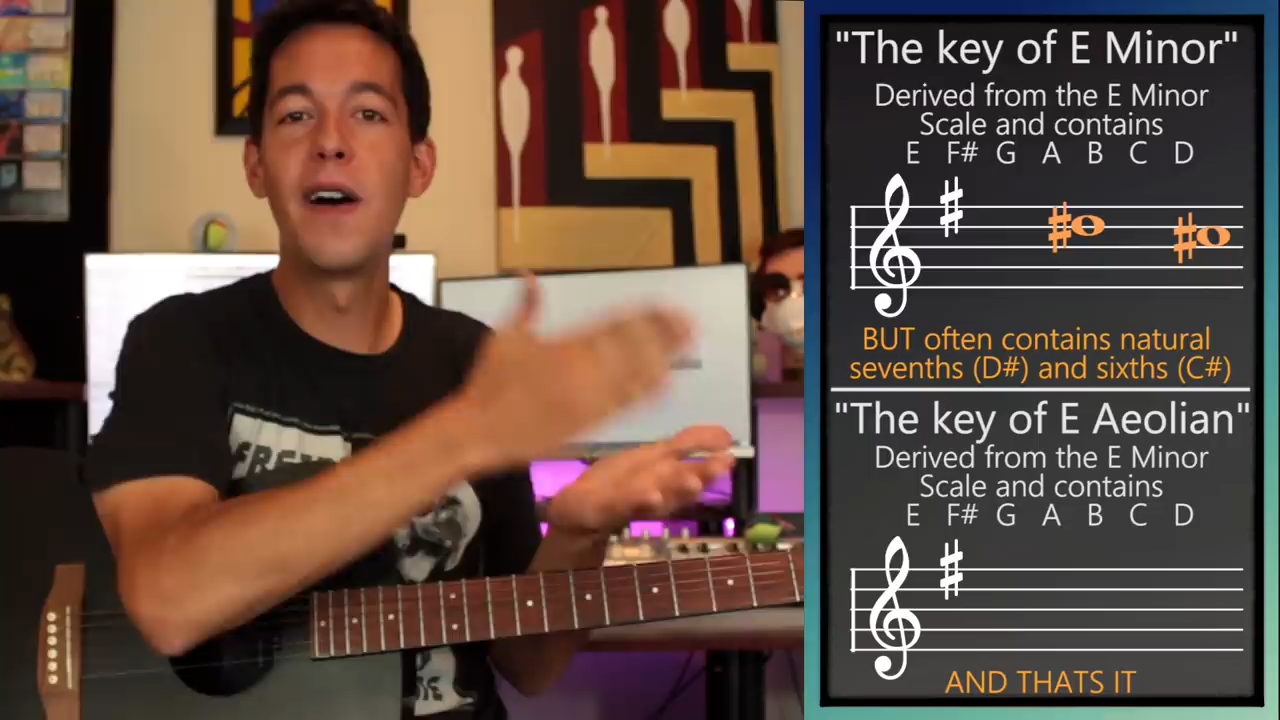 "The key of E Minor"
Derived from the E Minor
Scale and contains
E F# G A B C D
BUT often contains natural
sevenths (D#) and sixths (C#)
"The key of E Aeolian"
Derived from the E Minor
Scale and contains
E F# G A B C D
AND THATS IT